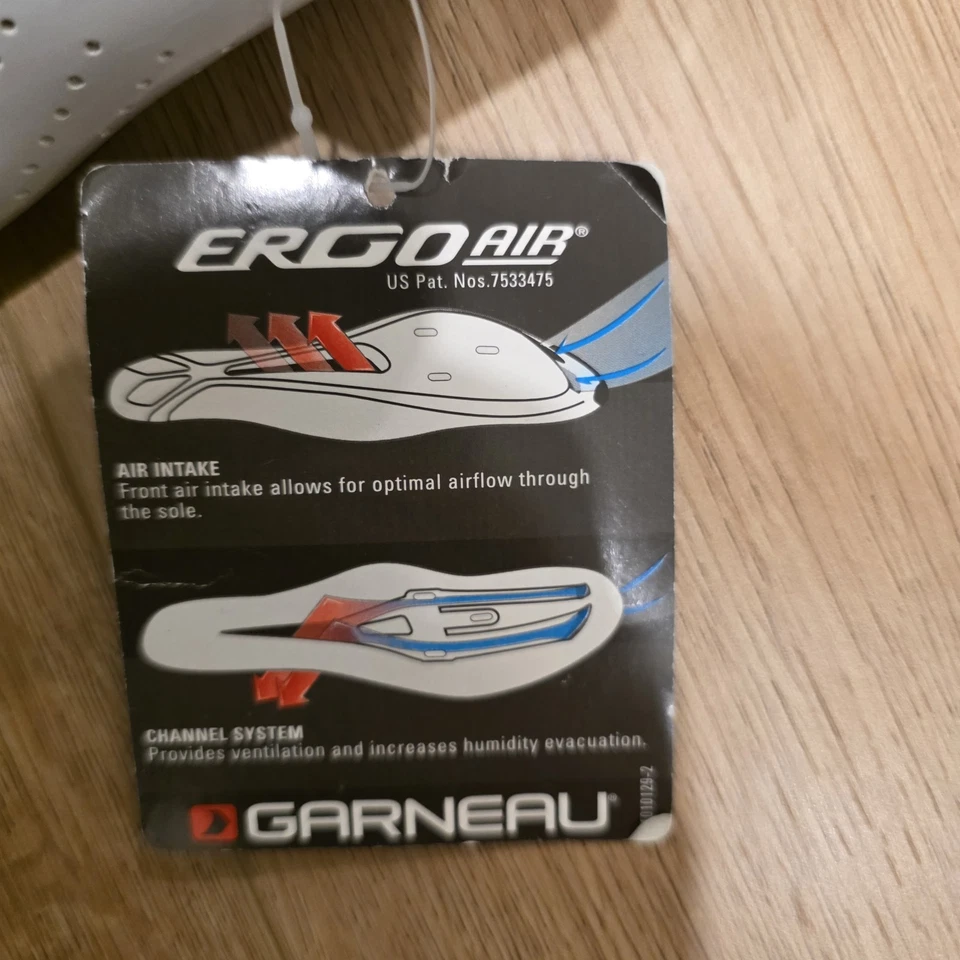 ERGO AIR®
US Pat. Nos.7533475
AIR INTAKE
Front air intake allows for optimal airflow through
the sole.
CHANNEL SYSTEM
Provides ventilation and increases humidity evacuation.
GARNEAU